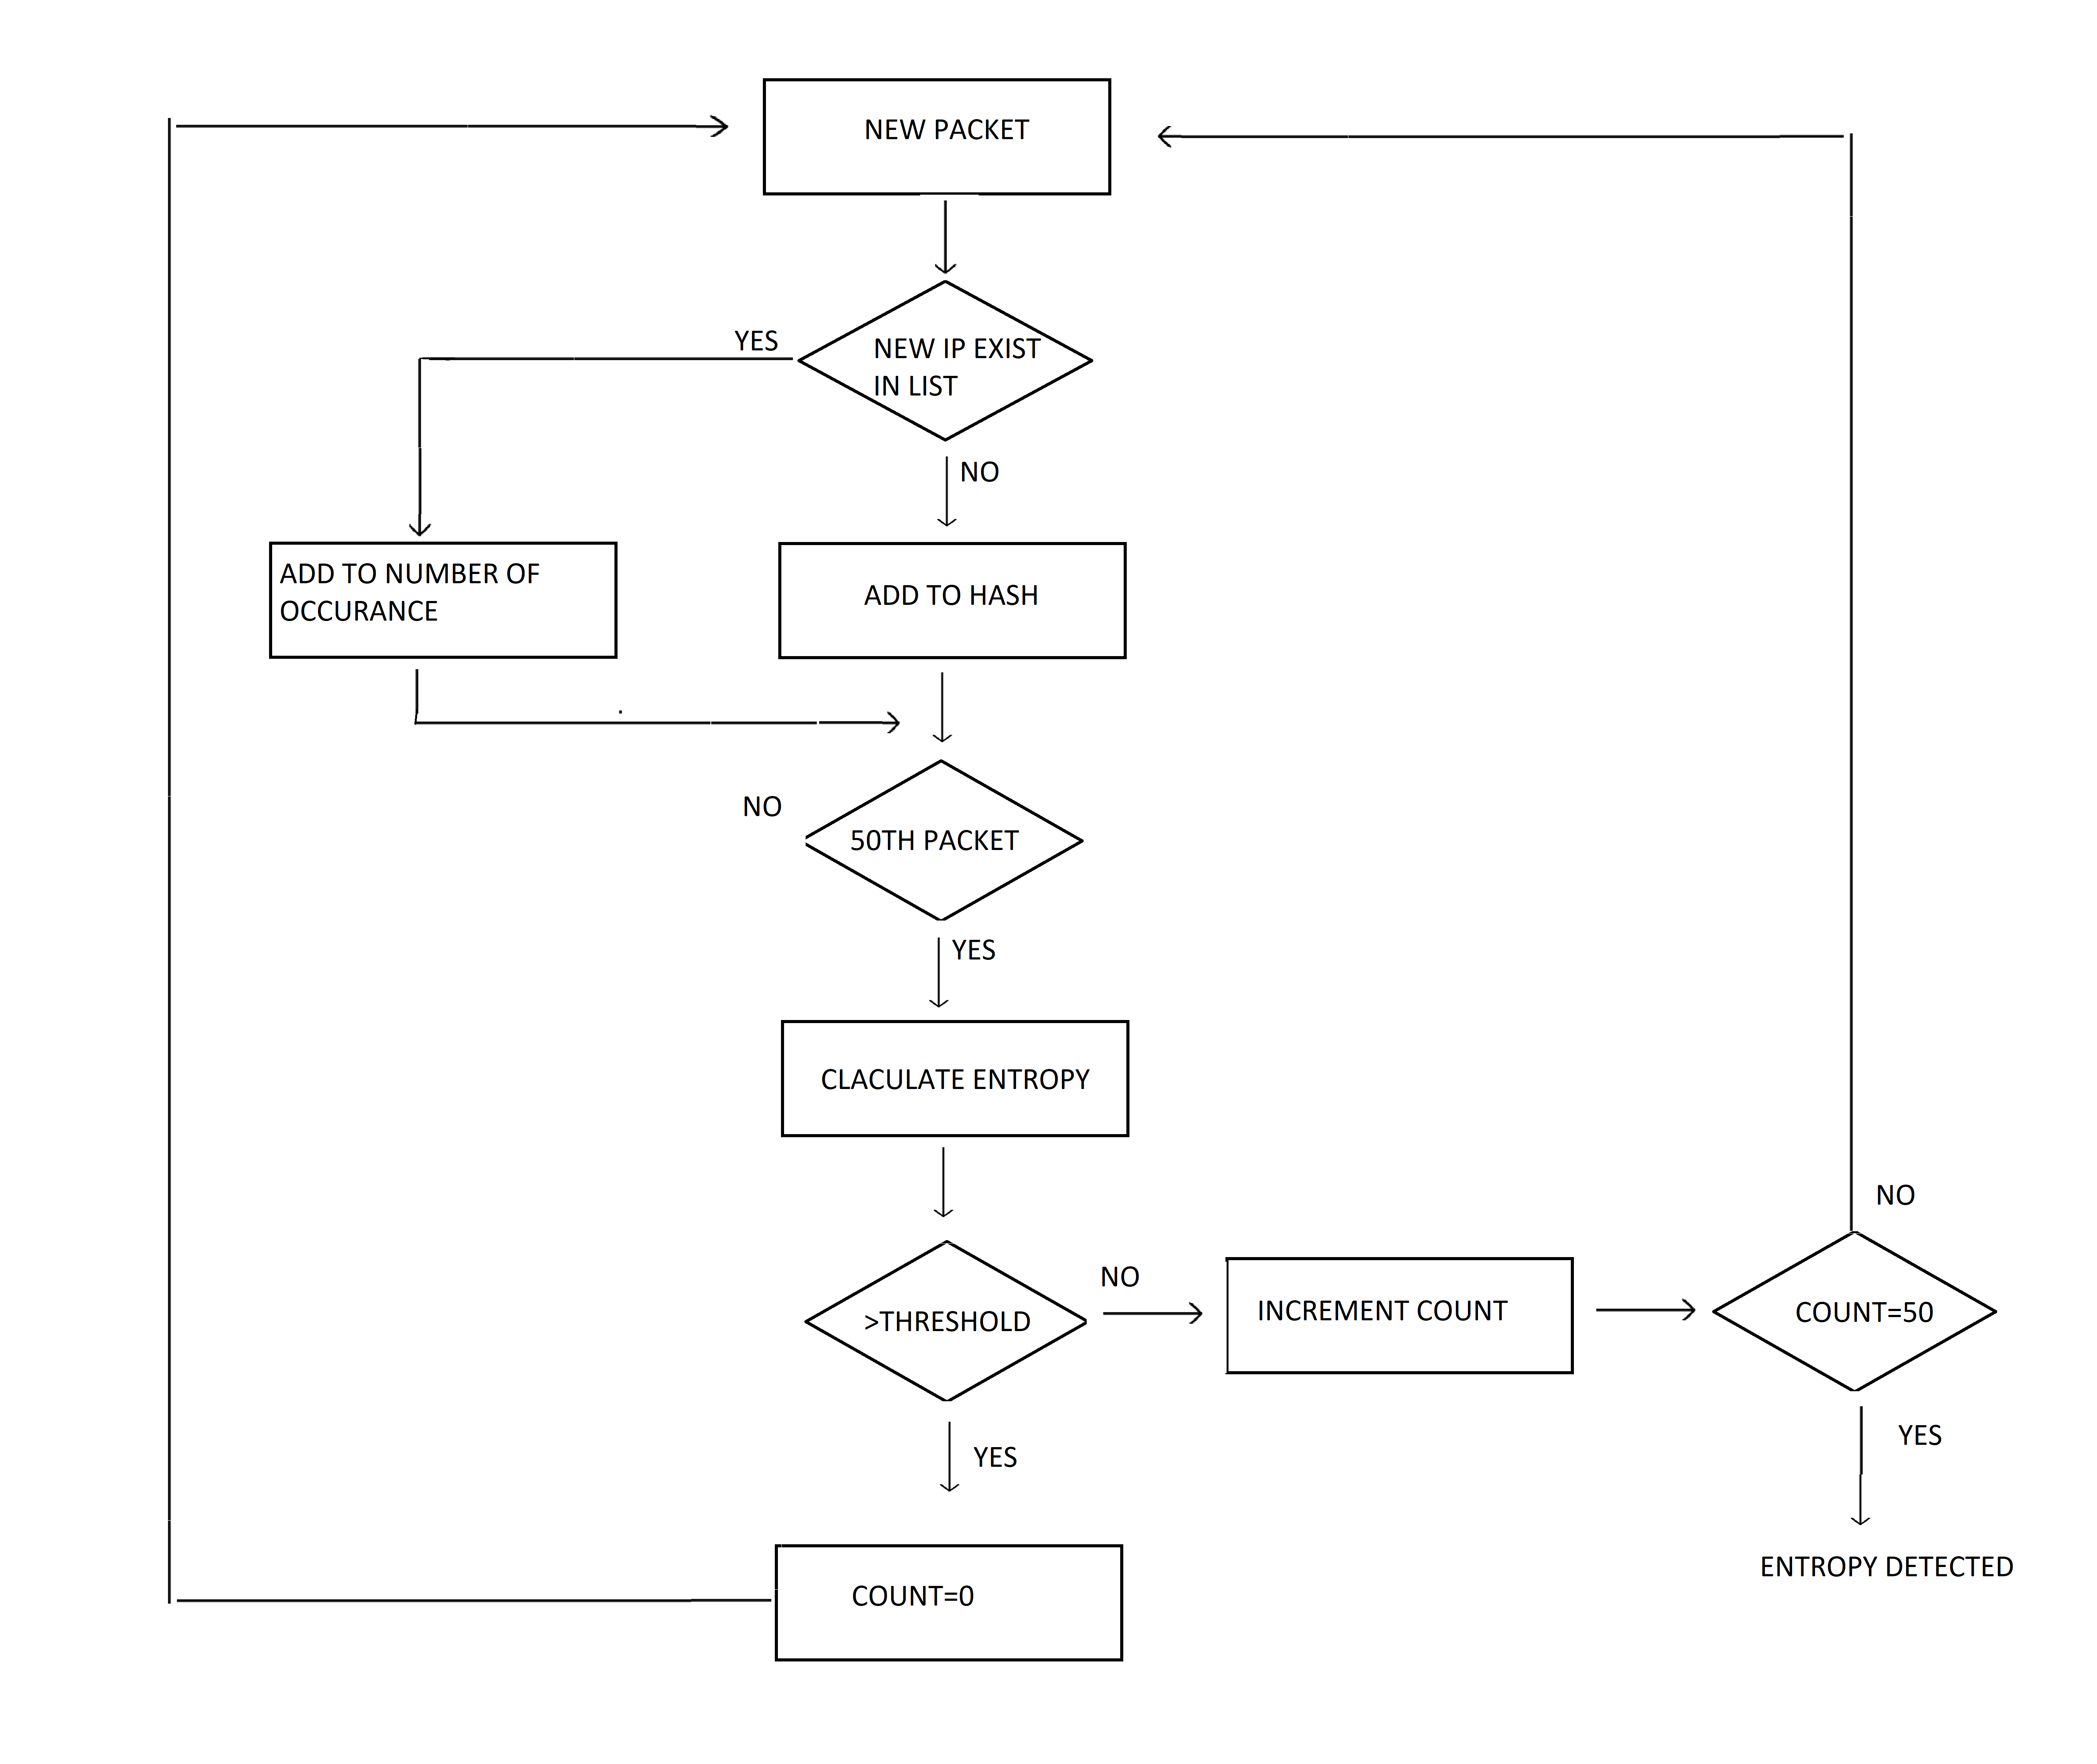 NEW PACKET
YES
NEW IP EXIST
IN LIST
NO
ADD TO NUMBER OF
OCCURANCE
ADD TO HASH
NO
50TH PACKET
YES
CLACULATE ENTROPY
>THRESHOLD
NO
INCREMENT COUNT
NO
COUNT=50
YES
YES
COUNT=0
ENTROPY DETECTED